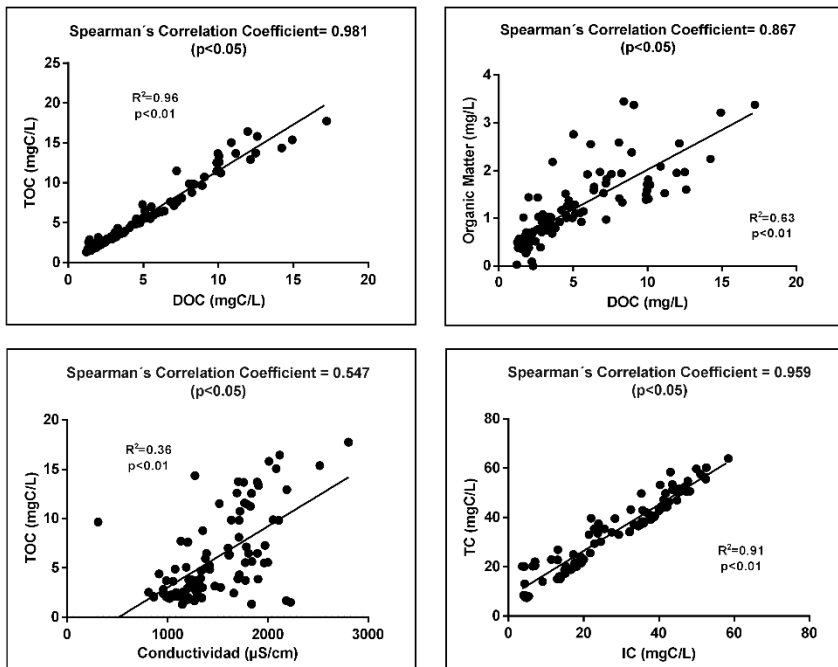 Spearman´s Correlation Coefficient= 0.981
(p<0.05)
R²=0.96
p<0.01
TOC (mgC/L)
25
20
15
10
5
0
0 5 10 15 20
DOC (mgC/L)
Spearman´s Correlation Coefficient = 0.867
(p<0.05)
Organic Matter (mg/L)
4
3
2
1
0
R²=0.63
p<0.01
0 5 10 15 20
DOC (mg/L)
Spearman´s Correlation Coefficient = 0.547
(p<0.05)
R²=0.36
p<0.01
TOC (mgC/L)
20
15
10
5
0
0 1000 2000 3000
Conductividad (µS/cm)
Spearman´s Correlation Coefficient = 0.959
(p<0.05)
TC (mgC/L)
80
60
40
20
0
R²=0.91
p<0.01
0 20 40 60 80
IC (mgC/L)